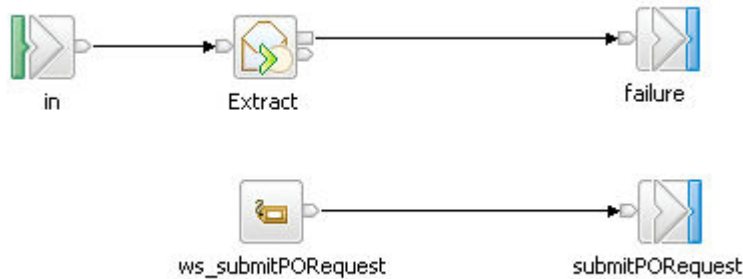 in
Extract
failure
ws_submitPORequest
submitPORequest